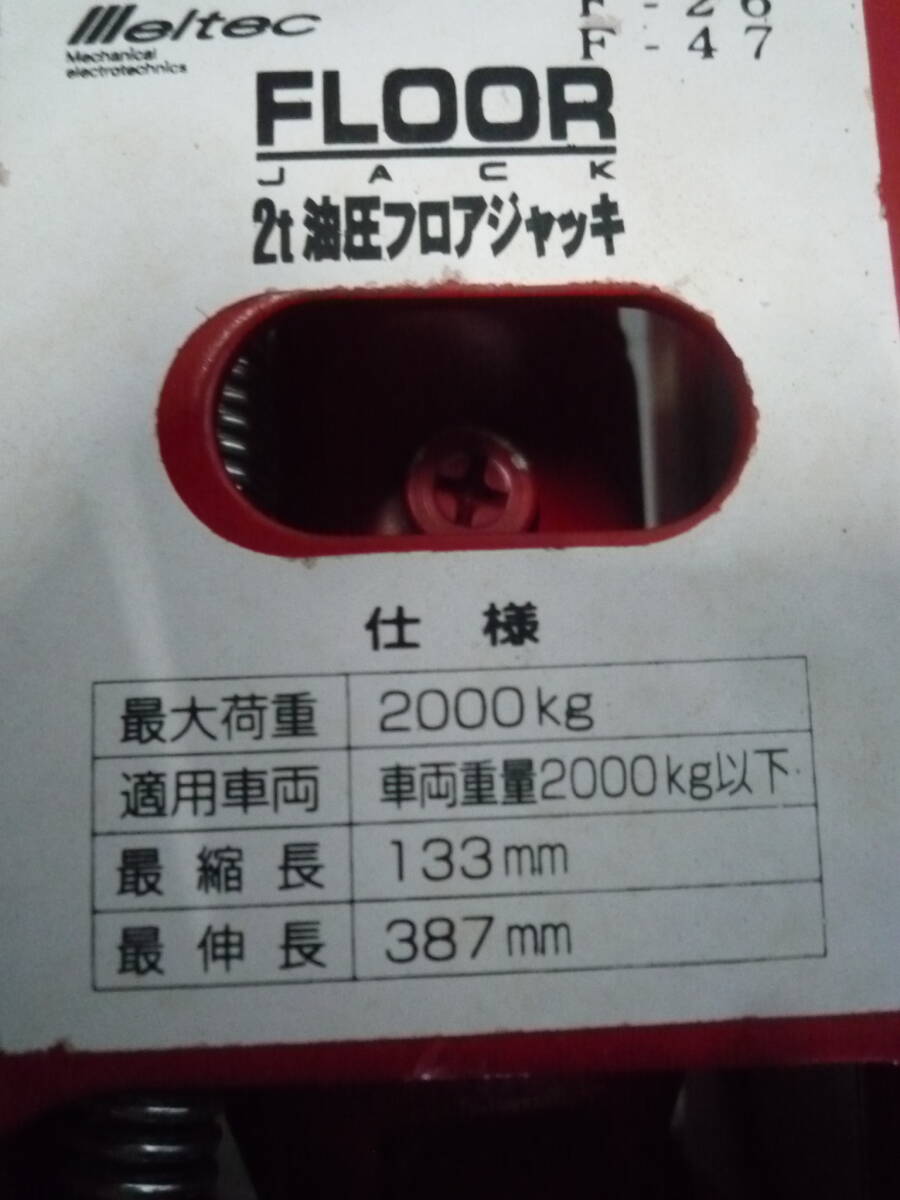 Meltec
Mechanical
electrotechnics
F-26
F-47
FLOOR
JACK
2t 油圧フロアジャッキ
仕様
最大荷重 2000kg
適用車両 車両重量2000kg以下
最縮長 133mm
最伸長 387mm